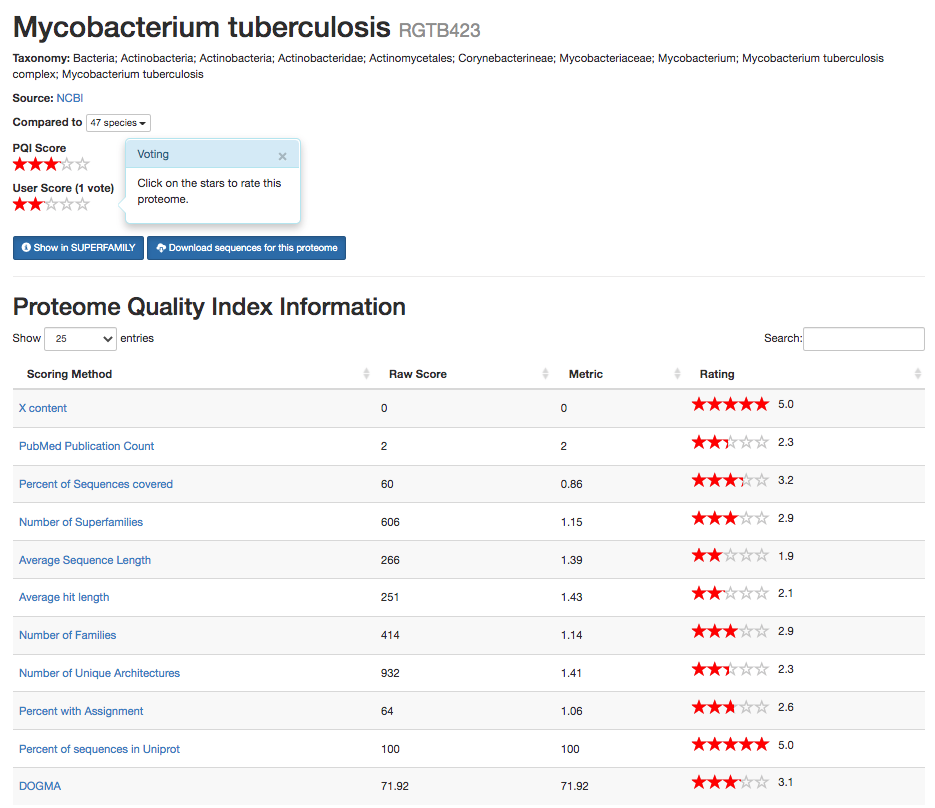 Mycobacterium tuberculosis RGTB423
Taxonomy: Bacteria; Actinobacteria; Actinobacteria; Actinobacteridae; Actinomycetales; Corynebacterineae; Mycobacteriaceae; Mycobacterium; Mycobacterium tuberculosis
complex; Mycobacterium tuberculosis
Source: NCBI
Compared to 47 species
PQI Score
User Score (1 vote)
Voting ×
Click on the stars to rate this
proteome.
Show in SUPERFAMILY Download sequences for this proteome
Proteome Quality Index Information
Show 25 entries Search:
Scoring Method Raw Score Metric Rating
X content 0 0 5.0
PubMed Publication Count 2 2 2.3
Percent of Sequences covered 60 0.86 3.2
Number of Superfamilies 606 1.15 2.9
Average Sequence Length 266 1.39 1.9
Average hit length 251 1.43 2.1
Number of Families 414 1.14 2.9
Number of Unique Architectures 932 1.41 2.3
Percent with Assignment 64 1.06 2.6
Percent of sequences in Uniprot 100 100 5.0
DOGMA 71.92 71.92 3.1